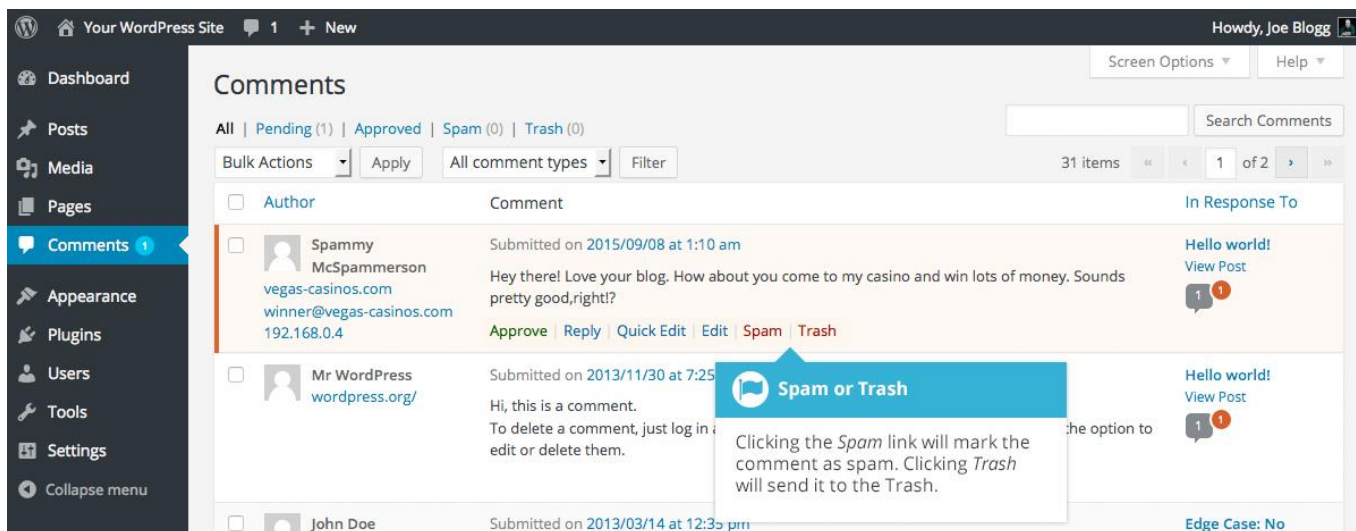 Your WordPress Site 1 + New Howdy, Joe Blogg
Dashboard
Posts
Media
Pages
Comments 1
Appearance
Plugins
Users
Tools
Settings
Collapse menu
Screen Options Help
Comments
All | Pending (1) | Approved | Spam (0) | Trash (0)
Search Comments
Bulk Actions Apply All comment types Filter 31 items « ‹ 1 of 2 › »
Author Comment In Response To
Spammy
McSpammerson
vegas-casinos.com
winner@vegas-casinos.com
192.168.0.4
Submitted on 2015/09/08 at 1:10 am
Hey there! Love your blog. How about you come to my casino and win lots of money. Sounds
pretty good,right!?
Approve | Reply | Quick Edit | Edit | Spam | Trash
Hello world!
View Post
1 1
Mr WordPress
wordpress.org/
Submitted on 2013/11/30 at 7:25
Hi, this is a comment.
To delete a comment, just log in a he option to
edit or delete them.
Hello world!
View Post
1 1
Spam or Trash
Clicking the Spam link will mark the
comment as spam. Clicking Trash
will send it to the Trash.
John Doe Submitted on 2013/03/14 at 12:35 pm Edge Case: No